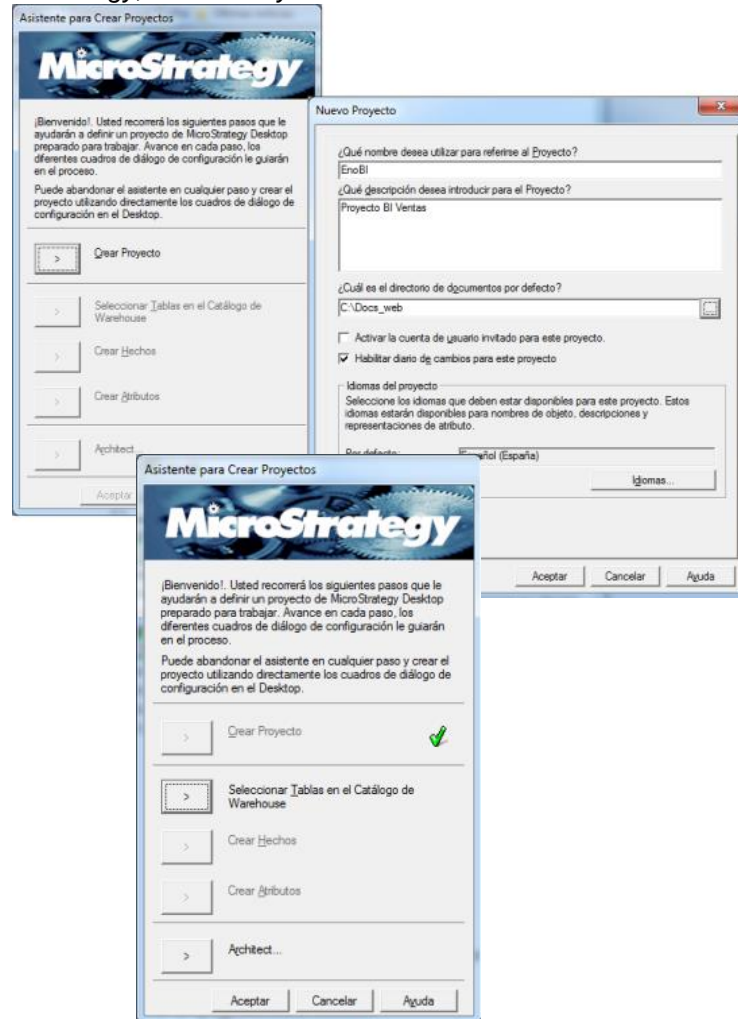 Asistente para Crear Proyectos
MicroStrategy
¡Bienvenido!. Usted recorrerá los siguientes pasos que le
ayudarán a definir un proyecto de MicroStrategy Desktop
preparado para trabajar. Avance en cada paso, los
diferentes cuadros de diálogo de configuración le guiarán
en el proceso.
Puede abandonar el asistente en cualquier paso y crear el
proyecto utilizando directamente los cuadros de diálogo de
configuración en el Desktop.
> Crear Proyecto
> Seleccionar Tablas en el Catálogo de
Warehouse
> Crear Hechos
> Crear Atributos
> Architect...
Aceptar
Nuevo Proyecto
¿Qué nombre desea utilizar para referirse al Proyecto?
EnoBI
¿Qué descripción desea introducir para el Proyecto?
Proyecto BI Ventas
¿Cuál es el directorio de documentos por defecto?
C:\Docs_web
Activar la cuenta de usuario invitado para este proyecto.
Habilitar diario de cambios para este proyecto
Idiomas del proyecto
Seleccione los idiomas que deben estar disponibles para este proyecto. Estos
idiomas estarán disponibles para nombres de objeto, descripciones y
representaciones de atributo.
Por defecto: Español (España)
Idiomas...
Aceptar Cancelar Ayuda
Asistente para Crear Proyectos
MicroStrategy
¡Bienvenido!. Usted recorrerá los siguientes pasos que le
ayudarán a definir un proyecto de MicroStrategy Desktop
preparado para trabajar. Avance en cada paso, los
diferentes cuadros de diálogo de configuración le guiarán
en el proceso.
Puede abandonar el asistente en cualquier paso y crear el
proyecto utilizando directamente los cuadros de diálogo de
configuración en el Desktop.
> Crear Proyecto
> Seleccionar Tablas en el Catálogo de
Warehouse
> Crear Hechos
> Crear Atributos
> Architect...
Aceptar Cancelar Ayuda